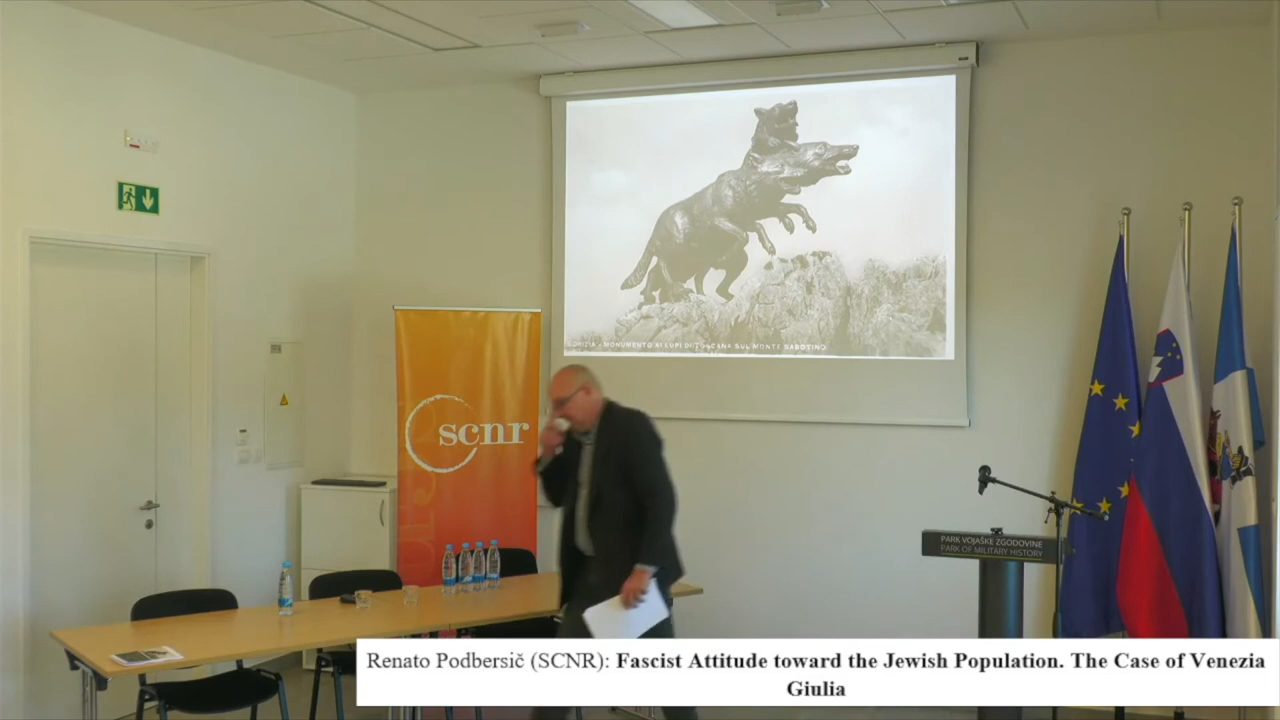 MONUMENTO AI LUPI DI TOSCANA SUL MONTE SABOTINO
scnr
PARK VOJAŠKE ZGODOVINE
PARK OF MILITARY HISTORY
Renato Podbersič (SCNR): Fascist Attitude toward the Jewish Population. The Case of Venezia
Giulia